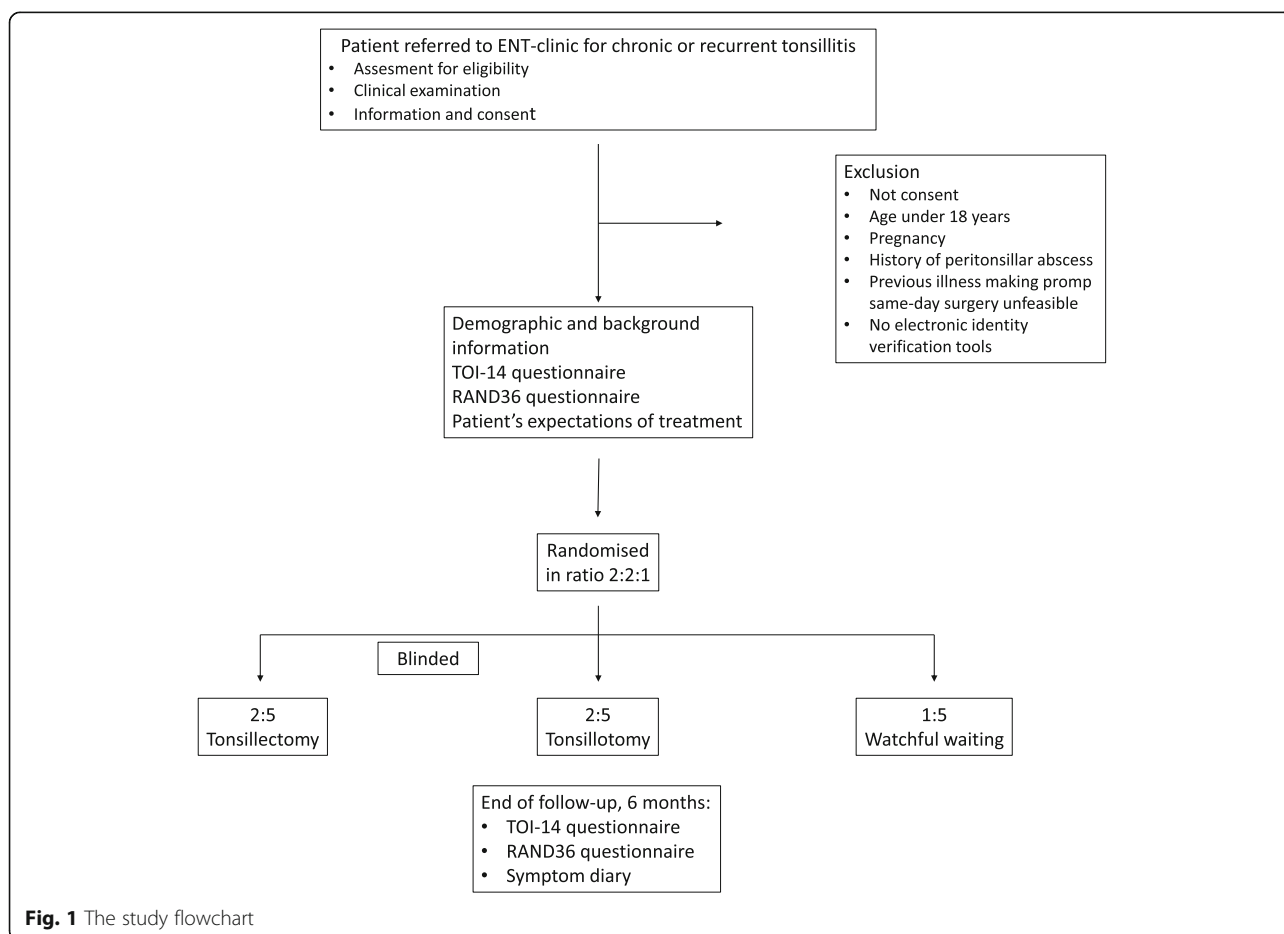 Patient referred to ENT-clinic for chronic or recurrent tonsillitis
• Assesment for eligibility
• Clinical examination
• Information and consent
Exclusion
• Not consent
• Age under 18 years
• Pregnancy
• History of peritonsillar abscess
• Previous illness making promp
same-day surgery unfeasible
• No electronic identity
verification tools
Demographic and background
information
TOI-14 questionnaire
RAND36 questionnaire
Patient’s expectations of treatment
Randomised
in ratio 2:2:1
Blinded
2:5
Tonsillectomy
2:5
Tonsillotomy
1:5
Watchful waiting
End of follow-up, 6 months:
• TOI-14 questionnaire
• RAND36 questionnaire
• Symptom diary
Fig. 1 The study flowchart